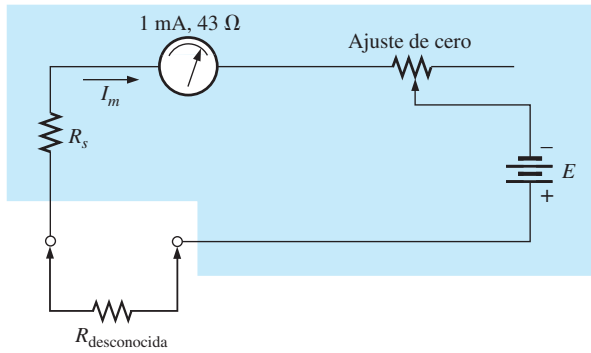 1 mA, 43 Ω
Ajuste de cero
I_m
R_s
−
E
+
R_desconocida